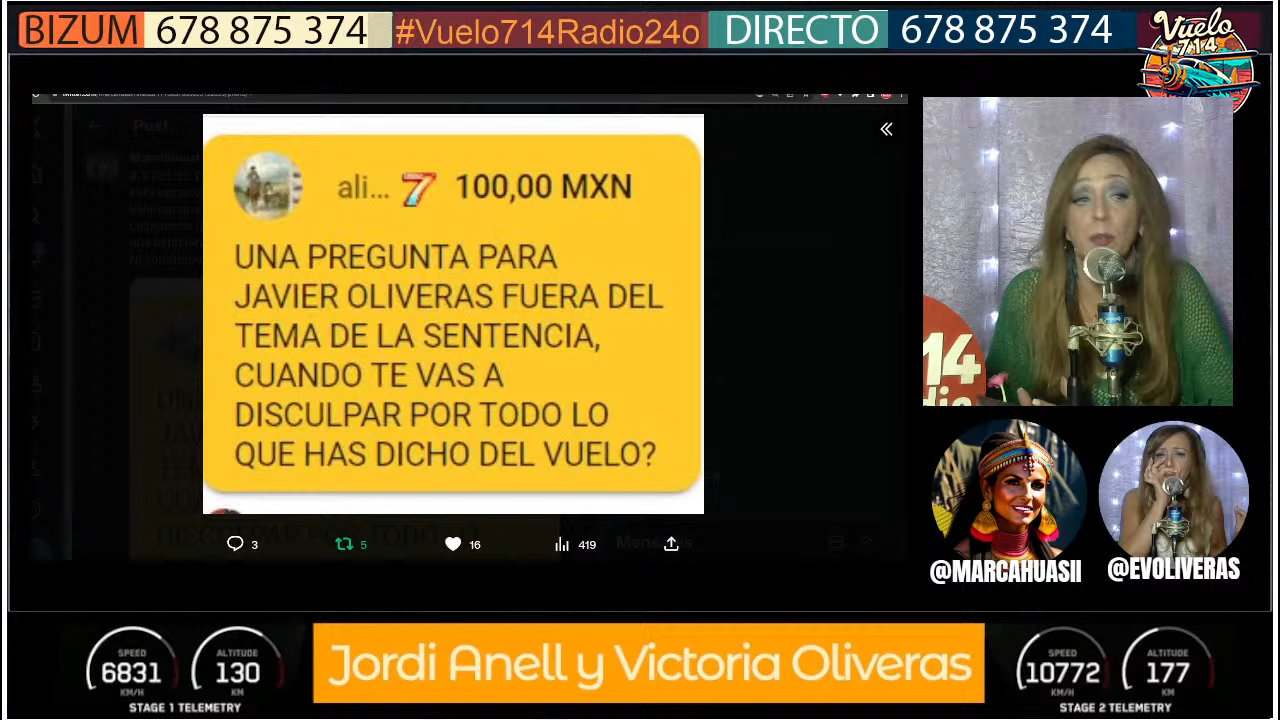 BIZUM 678 875 374 #Vuelo714Radio24o DIRECTO 678 875 374
Vuelo
714
ali... 7 100,00 MXN
UNA PREGUNTA PARA
JAVIER OLIVERAS FUERA DEL
TEMA DE LA SENTENCIA,
CUANDO TE VAS A
DISCULPAR POR TODO LO
QUE HAS DICHO DEL VUELO?
3 5 16 419
14
dio
@MARCAHUASII @EVOLIVERAS
SPEED
6831
KM/H
ALTITUDE
130
KM
STAGE 1 TELEMETRY
Jordi Anell y Victoria Oliveras
SPEED
10772
KM/H
ALTITUDE
177
KM
STAGE 2 TELEMETRY